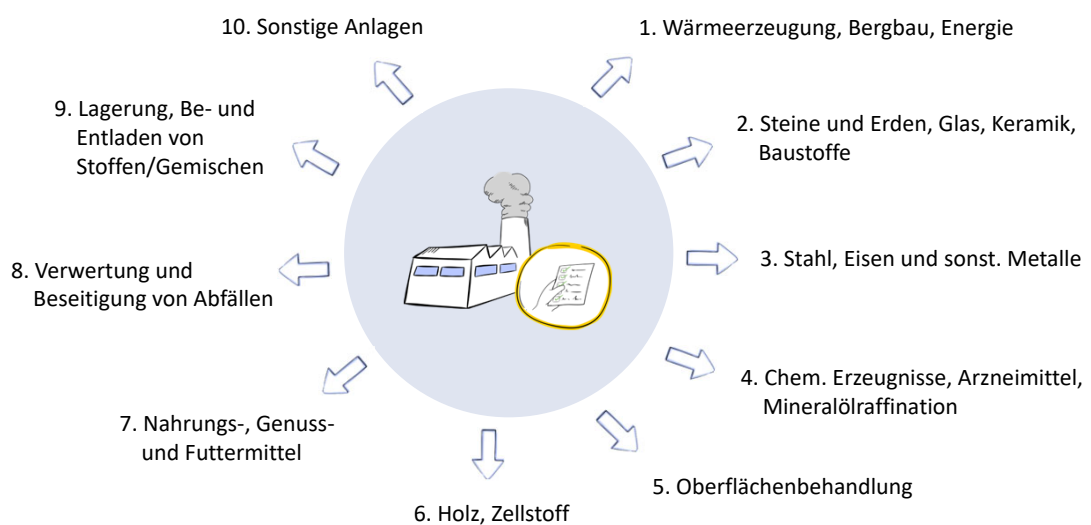 1. Wärmeerzeugung, Bergbau, Energie
2. Steine und Erden, Glas, Keramik,
Baustoffe
3. Stahl, Eisen und sonst. Metalle
4. Chem. Erzeugnisse, Arzneimittel,
Mineralölraffination
5. Oberflächenbehandlung
6. Holz, Zellstoff
7. Nahrungs-, Genuss-
und Futtermittel
8. Verwertung und
Beseitigung von Abfällen
9. Lagerung, Be- und
Entladen von
Stoffen/Gemischen
10. Sonstige Anlagen